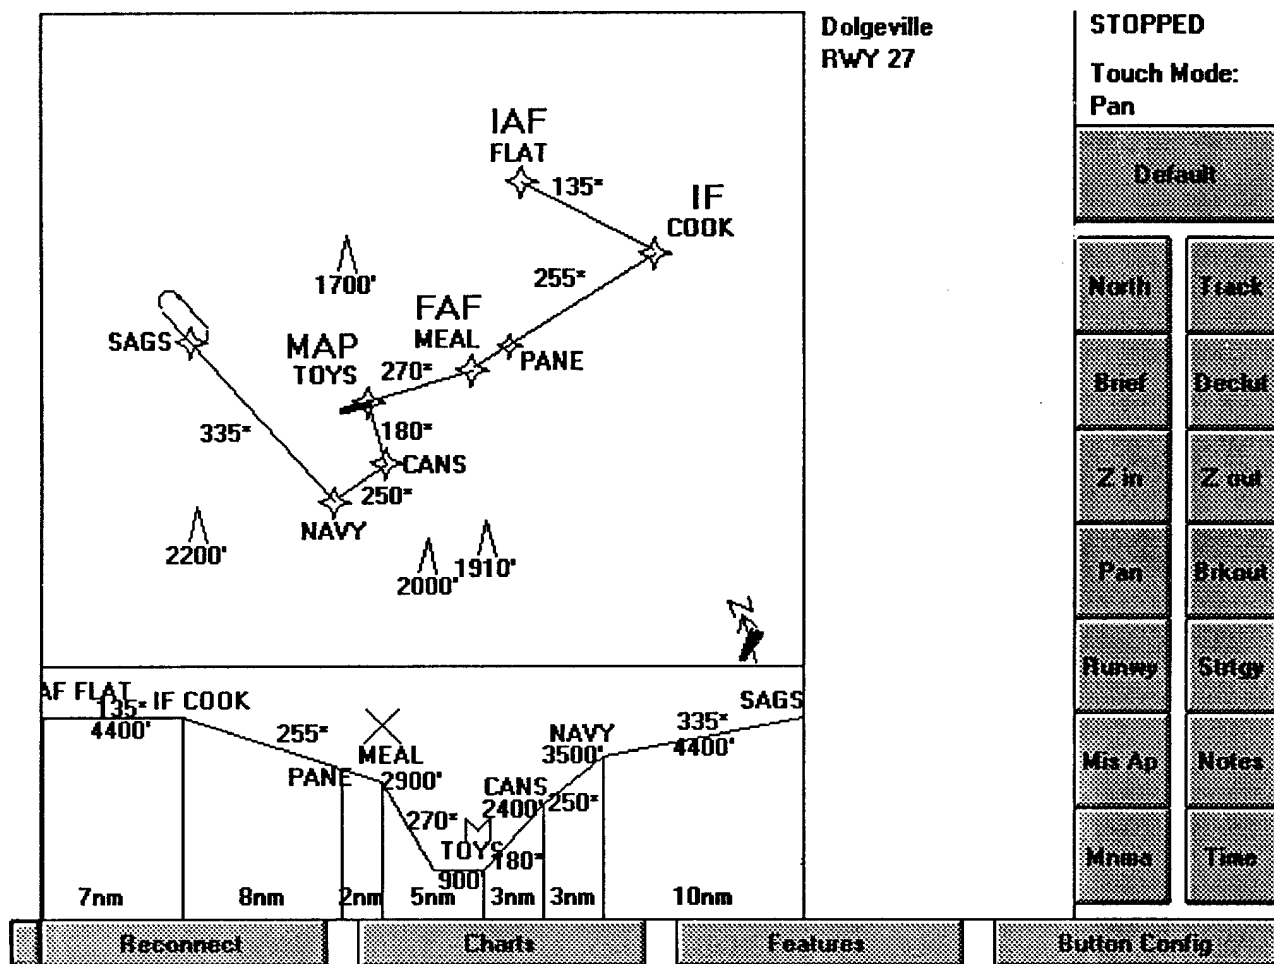 Dolgeville
RWY 27
STOPPED
Touch Mode:
Pan
Default
North
Track
Brief
Declut
Z in
Z out
Pan
Brkout
Runwy
Strtgy
Mis Ap
Notes
Mnma
Time
IAF
FLAT
135°
IF
COOK
255°
1700'
FAF
MEAL
PANE
SAGS
MAP
TOYS
270°
180°
335°
CANS
250°
NAVY
2200'
2000'
1910'
N
AF FLAT
135°
4400'
IF COOK
255°
MEAL
PANE
2900'
270°
TOYS
900'
CANS
2400'
180°
NAVY
3500'
250°
SAGS
335°
4400'
7nm
8nm
2nm
5nm
3nm
3nm
10nm
Reconnect
Charts
Features
Button Config